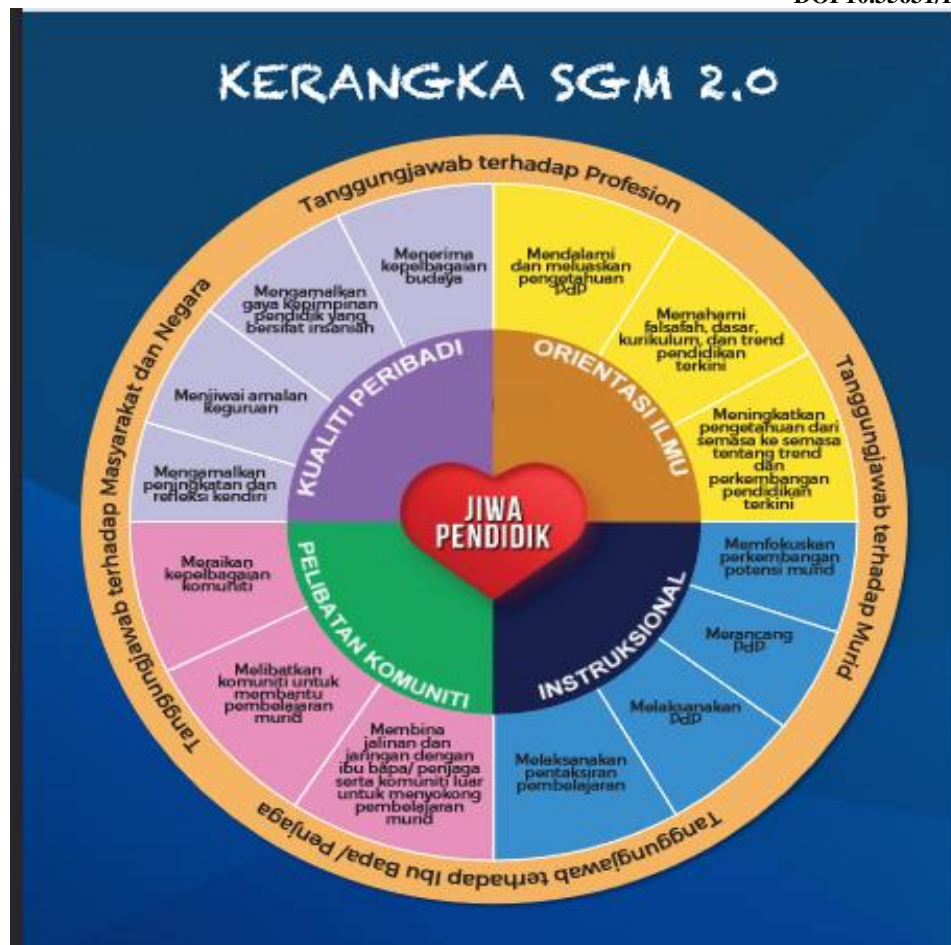 KERANGKA SGM 2.0
Tanggungjawab terhadap Profesion
Tanggungjawab terhadap Murid
Tanggungjawab terhadap Ibu Bapa/ Penjaga
Tanggungjawab terhadap Masyarakat dan Negara
ORIENTASI ILMU
Mendalami
dan meluaskan
pengetahuan
PdP
Memahami
falsafah, dasar,
kurikulum, dan trend
pendidikan
terkini
Meningkatkan
pengetahuan dari
semasa ke semasa
tentang trend
dan
perkembangan
pendidikan
terkini
INSTRUKSIONAL
Memfokuskan
perkembangan
potensi murid
Merancang
PdP
Melaksanakan
PdP
Melaksanakan
pentaksiran
pembelajaran
PELIBATAN KOMUNITI
Membina
jalinan dan
jaringan dengan
ibu bapa/ penjaga
serta komuniti luar
untuk menyokong
pembelajaran
murid
Melibatkan
komuniti untuk
membantu
pembelajaran
murid
Meraikan
kepelbagaian
komuniti
KUALITI PERIBADI
Mengamalkan
peningkatan dan
refleksi kendiri
Menjiwai amalan
keguruan
Mengamalkan
gaya kepimpinan
pendidik yang
bersifat insaniah
Menerima
kepelbagaian
budaya
JIWA
PENDIDIK